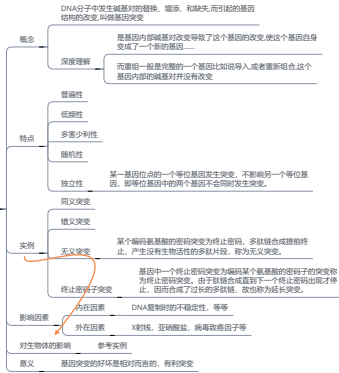 DNA分子中发生碱基对的替换、增添、和缺失,而引起的基因
结构的改变,叫做基因突变
概念
是基因内部碱基对改变导致了这个基因的改变,使这个基因自身
变成了一个新的基因......
深度理解
而重组一般是完整的一个基因比如说导入,或者重新组合,这个
基因内部的碱基对并没有改变
普遍性
低频性
特点
多害少利性
随机性
某一基因位点的一个等位基因发生突变，不影响另一个等位基
因，即等位基因中的两个基因不会同时发生突变。
独立性
同义突变
错义突变
实例
某个编码氨基酸的密码突变为终止密码，多肽链合成提前终
止，产生没有生物活性的多肽片段，称为无义突变。
无义突变
基因中一个终止密码突变为编码某个氨基酸的密码子的突变称
为终止密码突变。由于肽链合成直到下一个终止密码出现才停
止，因而合成了过长的多肽链，故也称为延长突变。
终止密码子突变
影响因素
内在因素
DNA复制时的不稳定性，等等
外在因素
X射线，亚硝酸盐，病毒致癌因子等
对生物体的影响
参考实例
意义
基因突变的好坏是相对而言的，有利突变